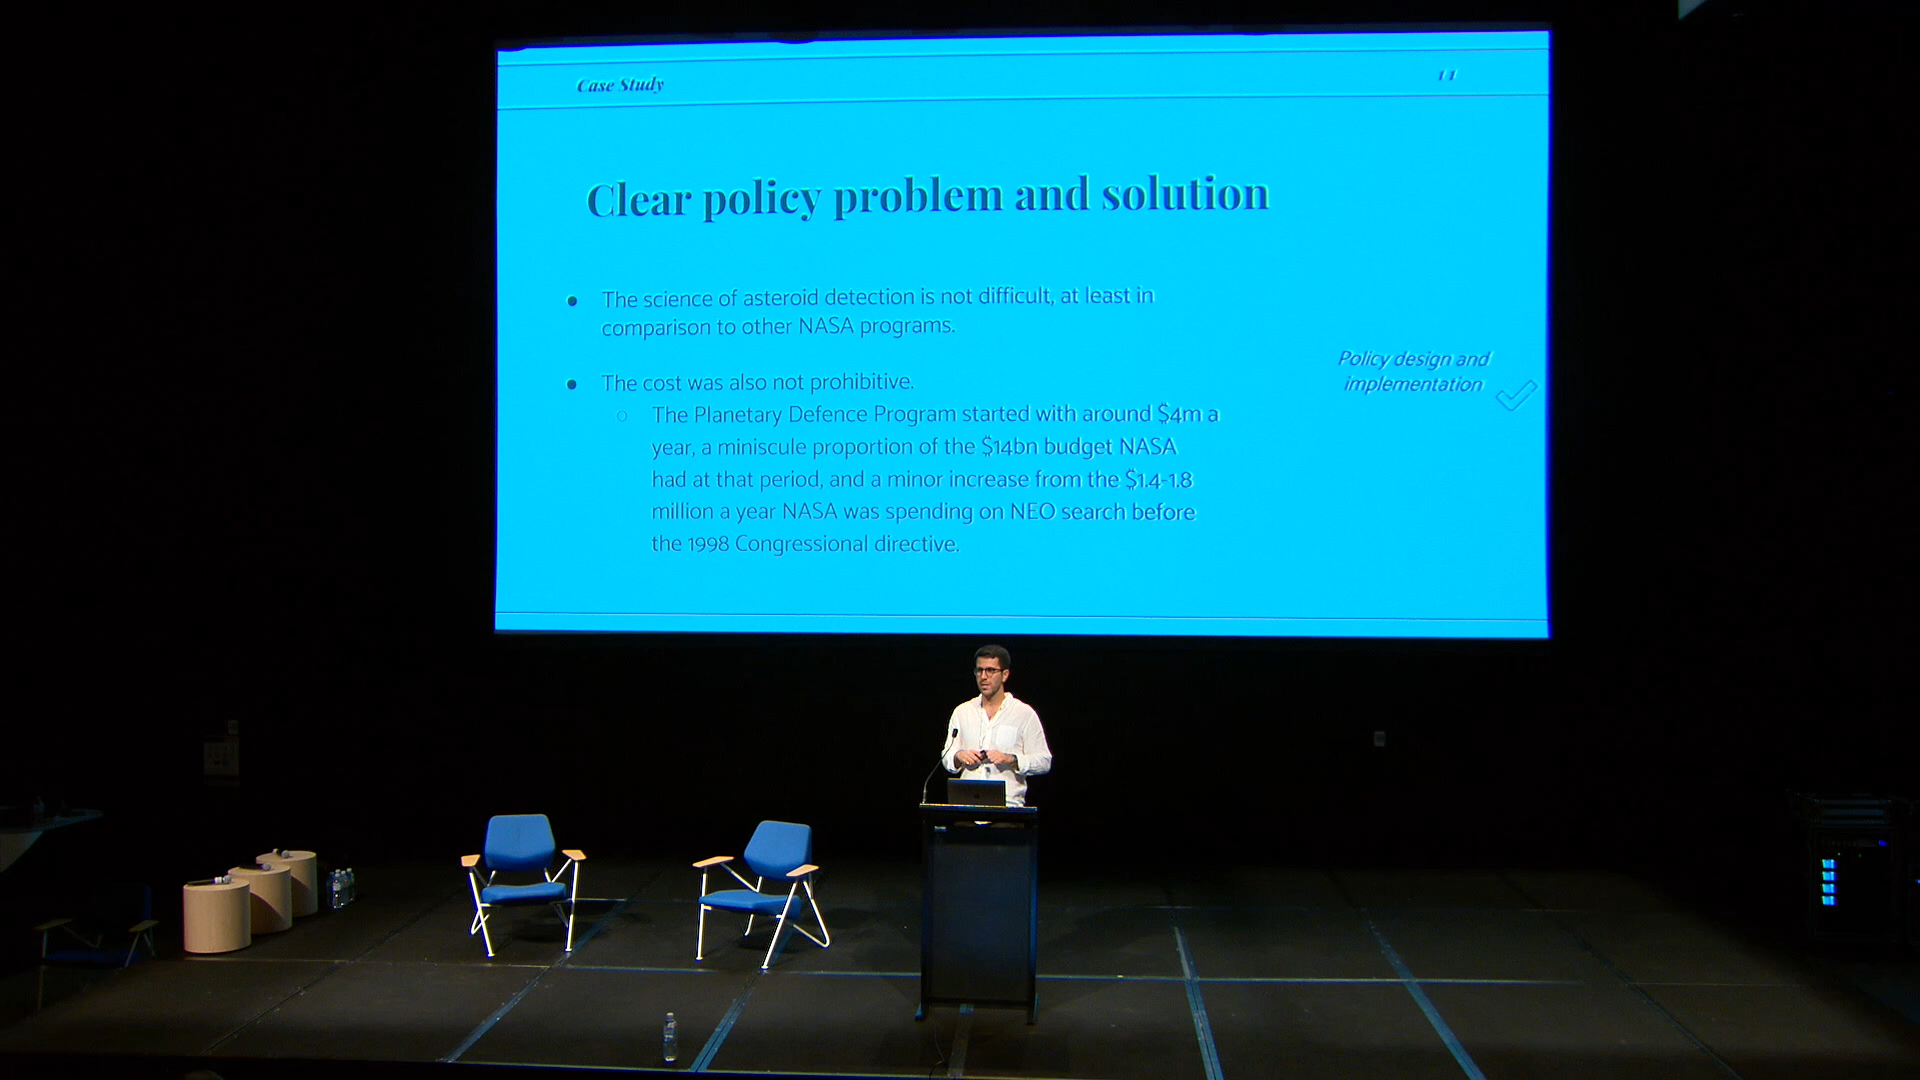 Case Study
11
Clear policy problem and solution
● The science of asteroid detection is not difficult, at least in
comparison to other NASA programs.
● The cost was also not prohibitive.
○ The Planetary Defence Program started with around $4m a
year, a miniscule proportion of the $14bn budget NASA
had at that period, and a minor increase from the $1.4-1.8
million a year NASA was spending on NEO search before
the 1998 Congressional directive.
Policy design and
implementation